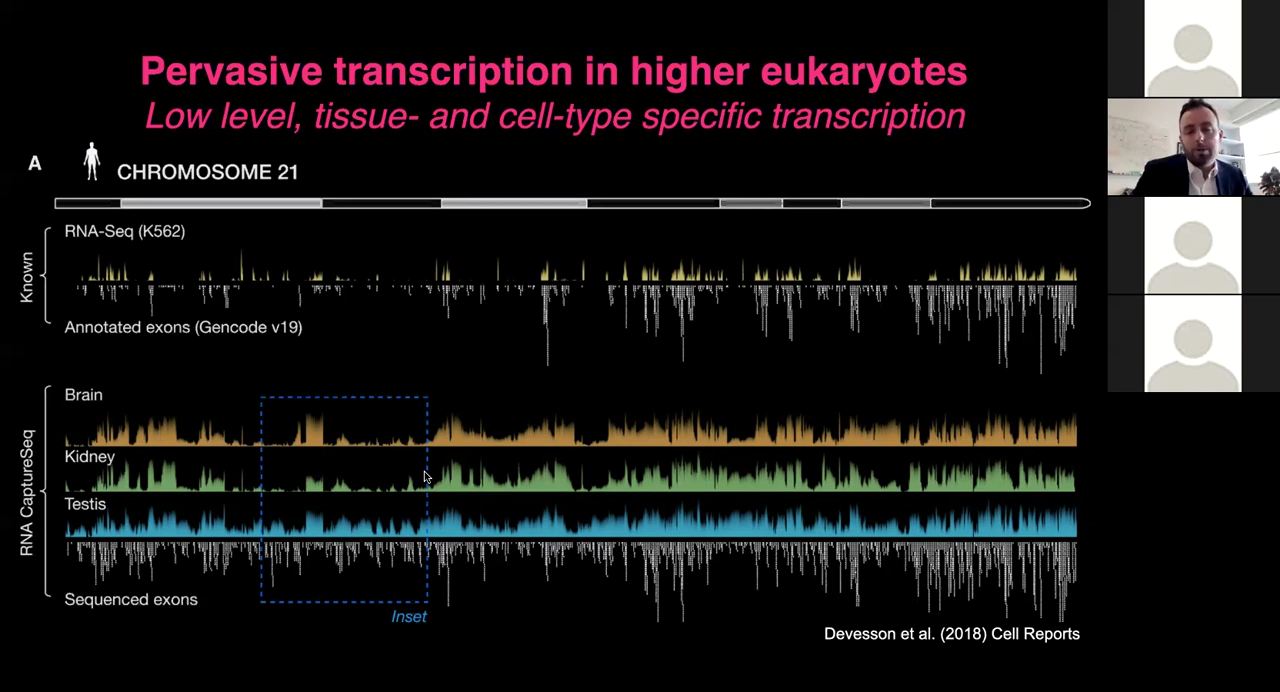 Pervasive transcription in higher eukaryotes
Low level, tissue- and cell-type specific transcription
A
CHROMOSOME 21
RNA-Seq (K562)
Known
Annotated exons (Gencode v19)
Brain
Kidney
Testis
RNA CaptureSeq
Sequenced exons
Inset
Devesson et al. (2018) Cell Reports